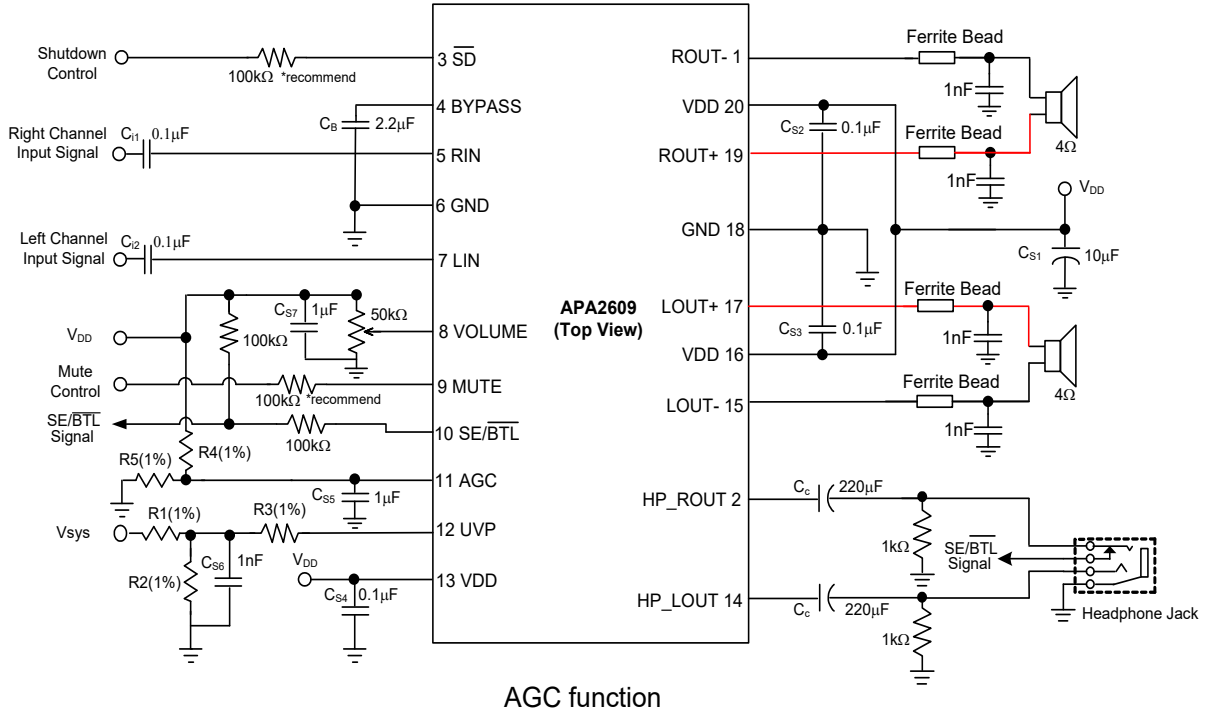 Shutdown
Control
100kΩ *recommend
3 SD
4 BYPASS
CB 2.2µF
Right Channel
Input Signal
Ci1 0.1µF
5 RIN
6 GND
Left Channel
Input Signal
Ci2 0.1µF
7 LIN
CS7 1µF
50kΩ
100kΩ
8 VOLUME
VDD
Mute
Control
100kΩ *recommend
9 MUTE
SE/BTL
Signal
100kΩ
10 SE/BTL
R4(1%)
R5(1%)
11 AGC
CS5 1µF
Vsys
R1(1%)
R3(1%)
12 UVP
R2(1%)
CS6 1nF
VDD
13 VDD
CS4 0.1µF
APA2609
(Top View)
ROUT- 1
Ferrite Bead
1nF
VDD 20
CS2 0.1µF
Ferrite Bead
ROUT+ 19
1nF
4Ω
VDD
GND 18
CS1 10µF
Ferrite Bead
LOUT+ 17
CS3 0.1µF
1nF
VDD 16
Ferrite Bead
LOUT- 15
4Ω
1nF
HP_ROUT 2
Cc 220µF
1kΩ
SE/BTL
Signal
HP_LOUT 14
Cc 220µF
1kΩ
Headphone Jack
AGC function